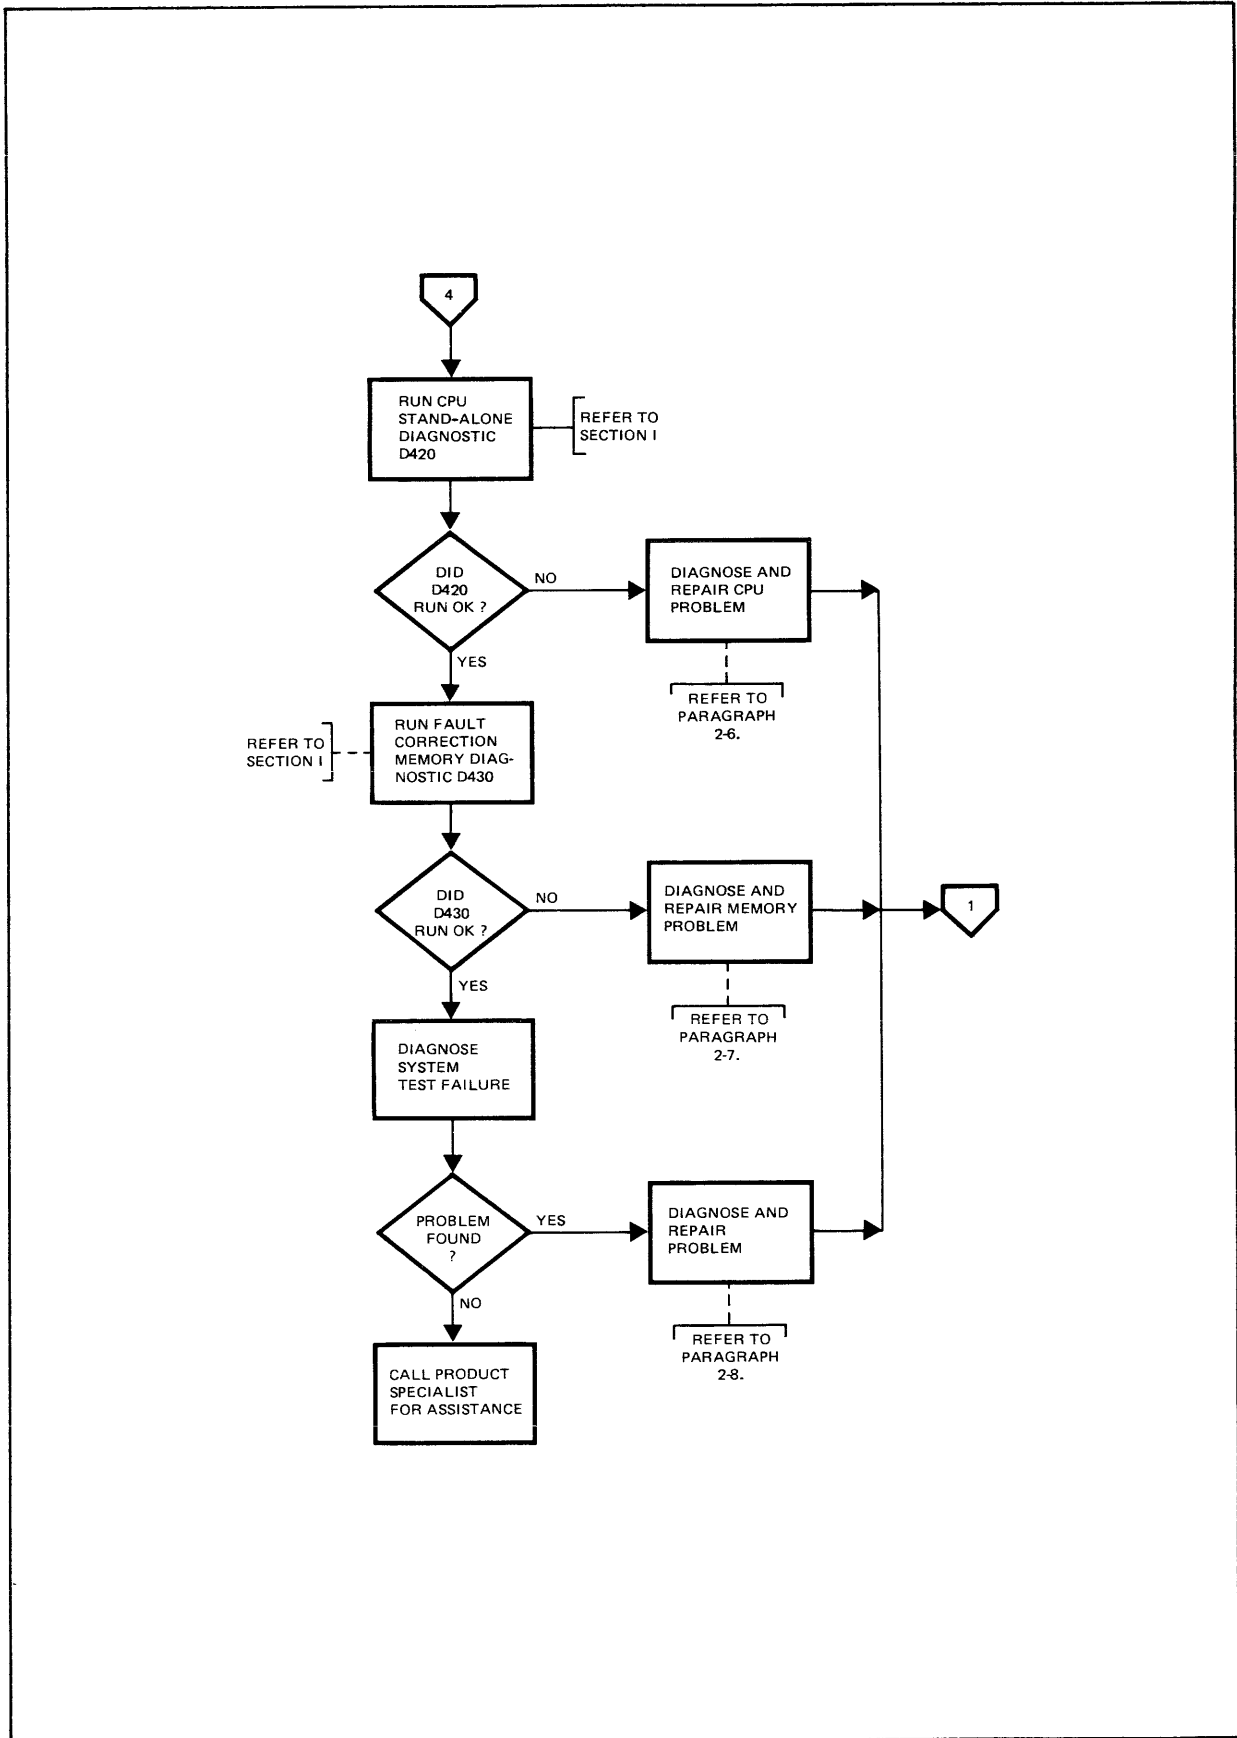 4
RUN CPU
STAND-ALONE
DIAGNOSTIC
D420
REFER TO
SECTION I
DID
D420
RUN OK ?
NO
DIAGNOSE AND
REPAIR CPU
PROBLEM
YES
REFER TO
PARAGRAPH
2-6.
RUN FAULT
CORRECTION
MEMORY DIAG-
NOSTIC D430
REFER TO
SECTION I
DID
D430
RUN OK ?
NO
DIAGNOSE AND
REPAIR MEMORY
PROBLEM
1
YES
REFER TO
PARAGRAPH
2-7.
DIAGNOSE
SYSTEM
TEST FAILURE
PROBLEM
FOUND
?
YES
DIAGNOSE AND
REPAIR
PROBLEM
NO
REFER TO
PARAGRAPH
2-8.
CALL PRODUCT
SPECIALIST
FOR ASSISTANCE